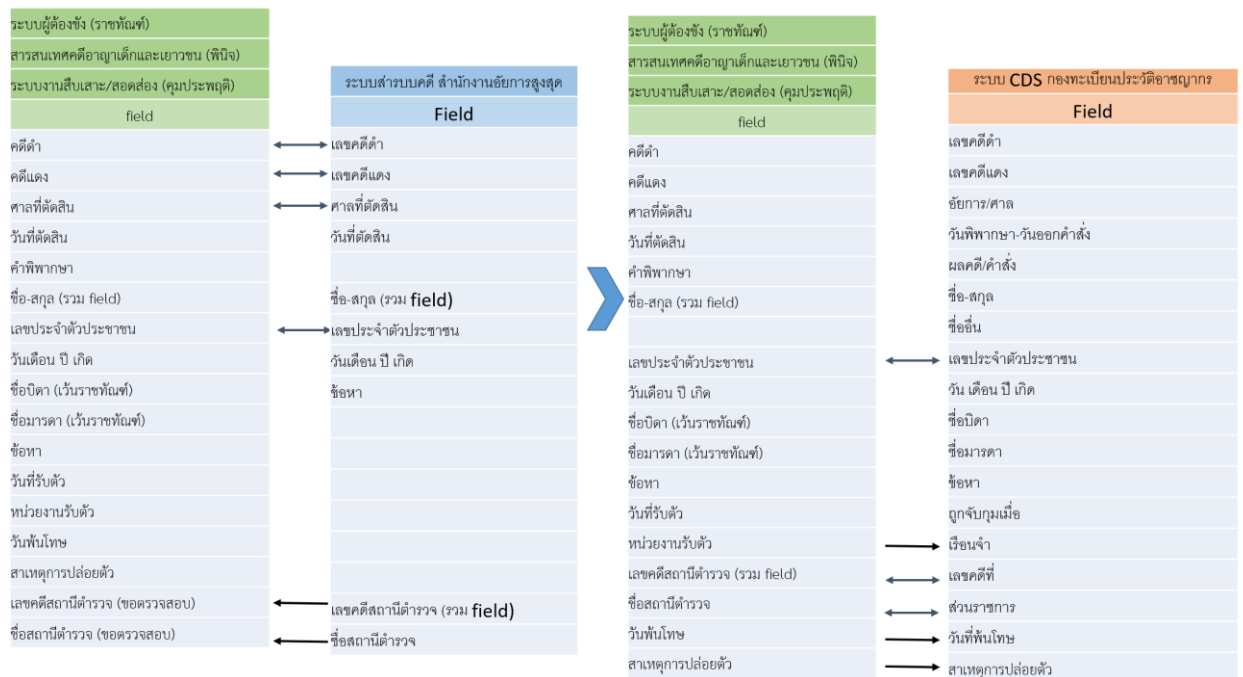 ระบบผู้ต้องขัง (ราชทัณฑ์)
สารสนเทศคดีอาญาเด็กและเยาวชน (พินิจ)
ระบบงานสืบเสาะ/สอดส่อง (คุมประพฤติ)
field
คดีดำ
คดีแดง
ศาลที่ตัดสิน
วันที่ตัดสิน
คำพิพากษา
ชื่อ-สกุล (รวม field)
เลขประจำตัวประชาชน
วันเดือน ปี เกิด
ชื่อบิดา (เว้นราชทัณฑ์)
ชื่อมารดา (เว้นราชทัณฑ์)
ข้อหา
วันที่รับตัว
หน่วยงานรับตัว
วันพ้นโทษ
สาเหตุการปล่อยตัว
เลขคดีสถานีตำรวจ (ขอตรวจสอบ)
ชื่อสถานีตำรวจ (ขอตรวจสอบ)
ระบบส่ารบบคดี สำนักงานอัยการสูงสุด
Field
เลขคดีดำ
เลขคดีแดง
ศาลที่ตัดสิน
วันที่ตัดสิน
ชื่อ-สกุล (รวม field)
เลขประจำตัวประชาชน
วันเดือน ปี เกิด
ข้อหา
เลขคดีสถานีตำรวจ (รวม field)
ชื่อสถานีตำรวจ
ระบบผู้ต้องขัง (ราชทัณฑ์)
สารสนเทศคดีอาญาเด็กและเยาวชน (พินิจ)
ระบบงานสืบเสาะ/สอดส่อง (คุมประพฤติ)
field
คดีดำ
คดีแดง
ศาลที่ตัดสิน
วันที่ตัดสิน
คำพิพากษา
ชื่อ-สกุล (รวม field)
เลขประจำตัวประชาชน
วันเดือน ปี เกิด
ชื่อบิดา (เว้นราชทัณฑ์)
ชื่อมารดา (เว้นราชทัณฑ์)
ข้อหา
วันที่รับตัว
หน่วยงานรับตัว
เลขคดีสถานีตำรวจ (รวม field)
ชื่อสถานีตำรวจ
วันพ้นโทษ
สาเหตุการปล่อยตัว
ระบบ CDS กองทะเบียนประวัติอาชญากร
Field
เลขคดีดำ
เลขคดีแดง
อัยการ/ศาล
วันพิพากษา-วันออกคำสั่ง
ผลคดี/คำสั่ง
ชื่อ-สกุล
ชื่ออื่น
เลขประจำตัวประชาชน
วัน เดือน ปี เกิด
ชื่อบิดา
ชื่อมารดา
ข้อหา
ถูกจับกุมเมื่อ
เรือนจำ
เลขคดีที่
ส่วนราชการ
วันที่พ้นโทษ
สาเหตุการปล่อยตัว